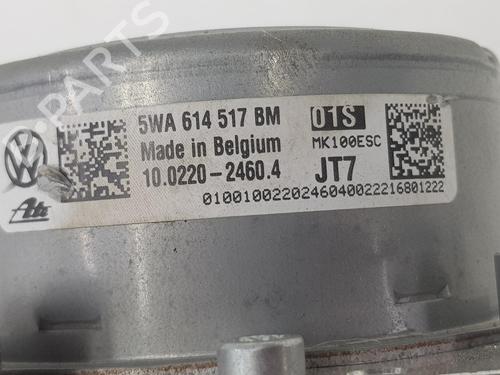 5WA 614 517 BM
01S
Made in Belgium
MK100ESC
10.0220-2460.4
JT7
0100100220246040022216801222
Ate
B-PARTS